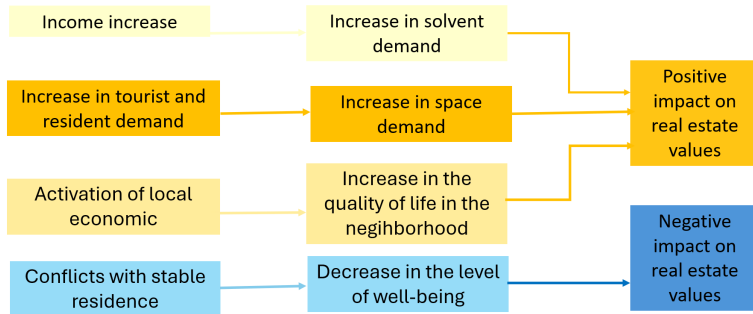 Income increase
Increase in solvent
demand
Increase in tourist and
resident demand
Increase in space
demand
Positive
impact on
real estate
values
Activation of local
economic
Increase in the
quality of life in the
negihborhood
Conflicts with stable
residence
Decrease in the level
of well-being
Negative
impact on
real estate
values